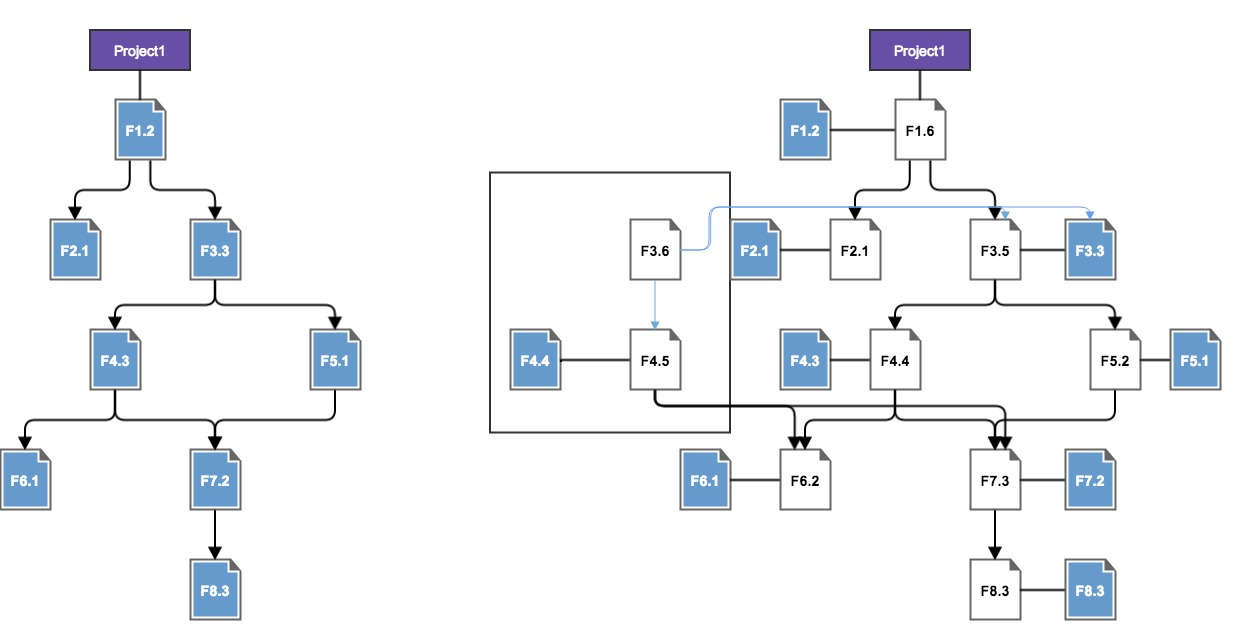 Project1
F1.2
F2.1
F3.3
F4.3
F5.1
F6.1
F7.2
F8.3
Project1
F1.2
F1.6
F3.6
F2.1
F2.1
F3.5
F3.3
F4.4
F4.5
F4.3
F4.4
F5.2
F5.1
F6.1
F6.2
F7.3
F7.2
F8.3
F8.3